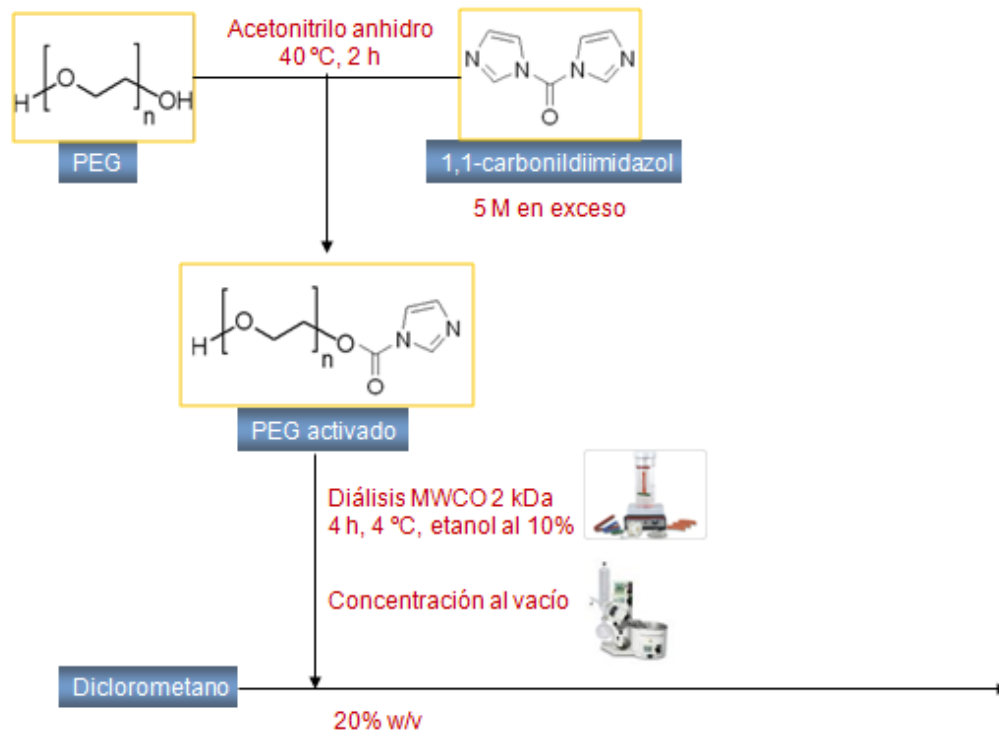 Acetonitrilo anhidro
40 ºC, 2 h
H
O
n
OH
N
N
N
N
O
PEG
1,1-carbonildiimidazol
5 M en exceso
H
O
n
O
N
N
O
PEG activado
Diálisis MWCO 2 kDa
4 h, 4 ºC, etanol al 10%
Concentración al vacío
Diclorometano
20% w/v